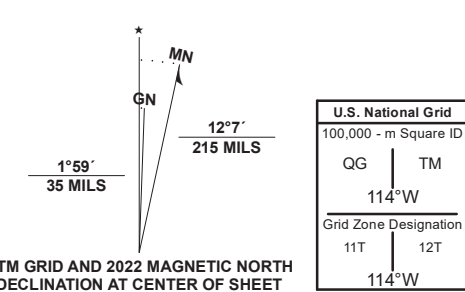 ★
MN
GN
12°7´
215 MILS
1°59´
35 MILS
TM GRID AND 2022 MAGNETIC NORTH
DECLINATION AT CENTER OF SHEET
U.S. National Grid
100,000 - m Square ID
QG TM
114°W
Grid Zone Designation
11T 12T
114°W